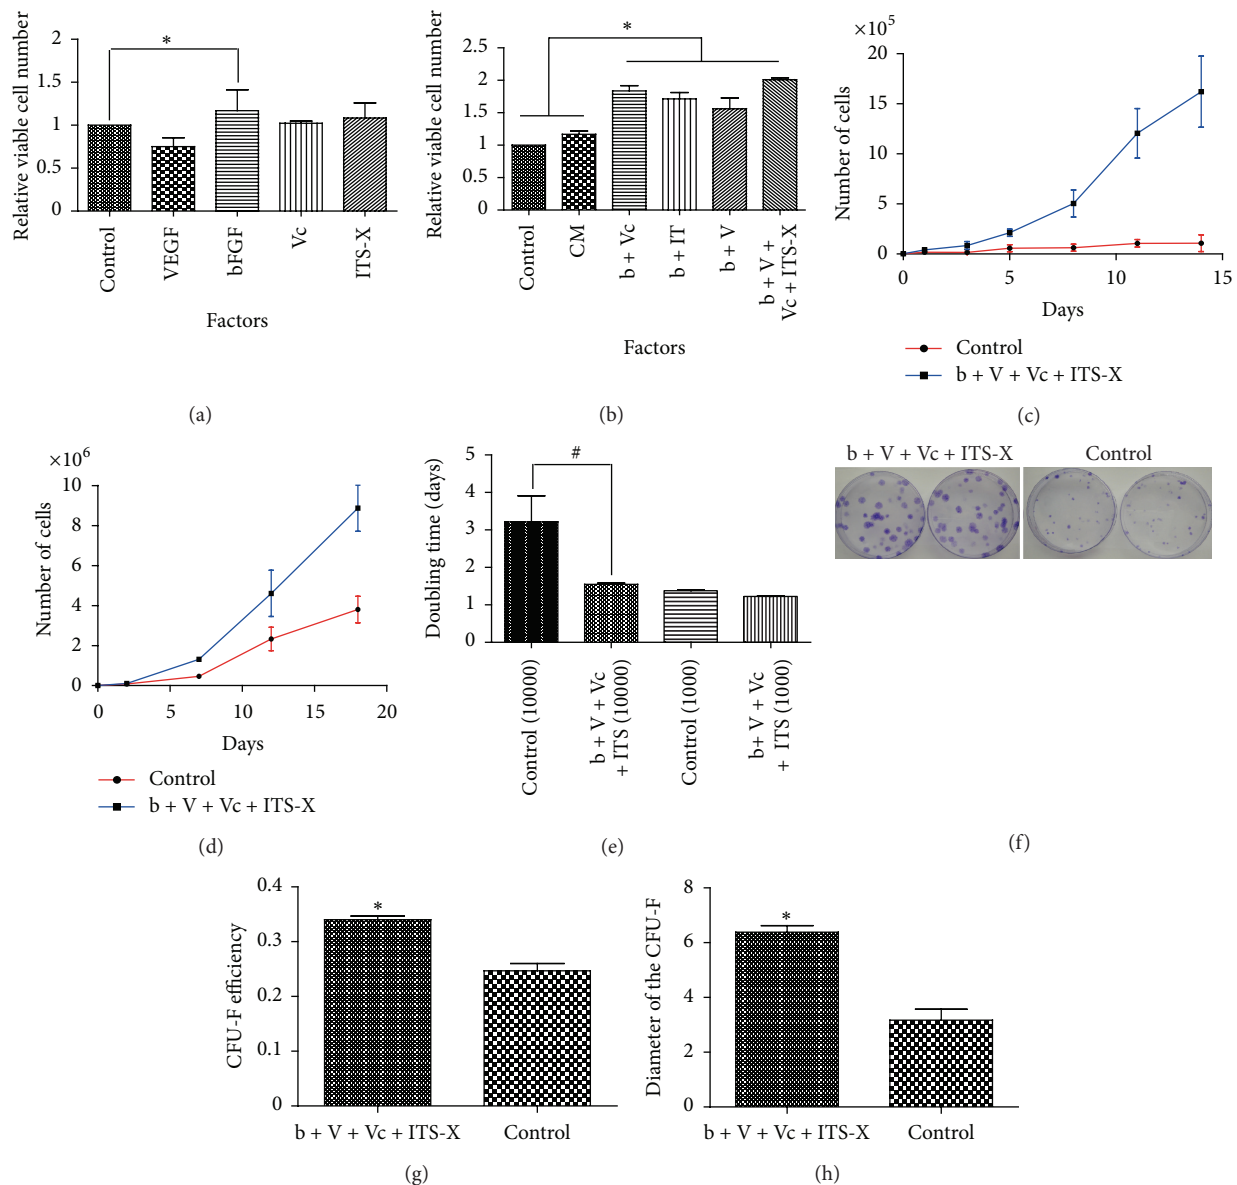 Relative viable cell number
2
1.5
1
0.5
0
*
Control
VEGF
bFGF
Vc
ITS-X
Factors
(a)
Relative viable cell number
2.5
2
1.5
1
0.5
0
*
Control
CM
b + Vc
b + IT
b + V
b + V +
Vc + ITS-X
Factors
(b)
×10⁵
Number of cells
20
15
10
5
0
0 5 10 15
Days
Control
b + V + Vc + ITS-X
(c)
×10⁶
Number of cells
10
8
6
4
2
0
0 5 10 15 20
Days
Control
b + V + Vc + ITS-X
(d)
Doubling time (days)
5
4
3
2
1
0
#
Control (10000)
b+ V + Vc
+ ITS (10000)
Control (1000)
b+ V + Vc
+ ITS (1000)
(e)
b + V + Vc + ITS-X Control
(f)
CFU-F efficiency
0.4
0.3
0.2
0.1
0
*
b + V + Vc + ITS-X Control
(g)
Diameter of the CFU-F
8
6
4
2
0
*
b + V + Vc + ITS-X Control
(h)